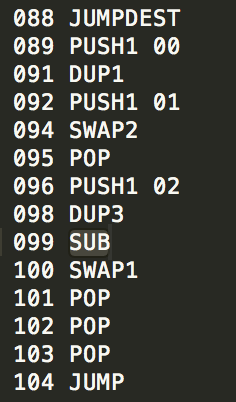 088 JUMPDEST
089 PUSH1 00
091 DUP1
092 PUSH1 01
094 SWAP2
095 POP
096 PUSH1 02
098 DUP3
099 SUB
100 SWAP1
101 POP
102 POP
103 POP
104 JUMP